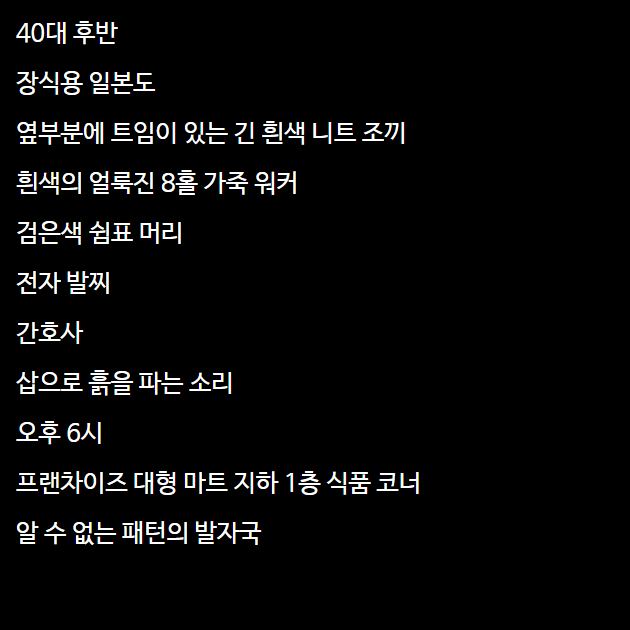 40대 후반
장식용 일본도
옆부분에 트임이 있는 긴 흰색 니트 조끼
흰색의 얼룩진 8홀 가죽 워커
검은색 쉼표 머리
전자 발찌
간호사
삽으로 흙을 파는 소리
오후 6시
프랜차이즈 대형 마트 지하 1층 식품 코너
알 수 없는 패턴의 발자국